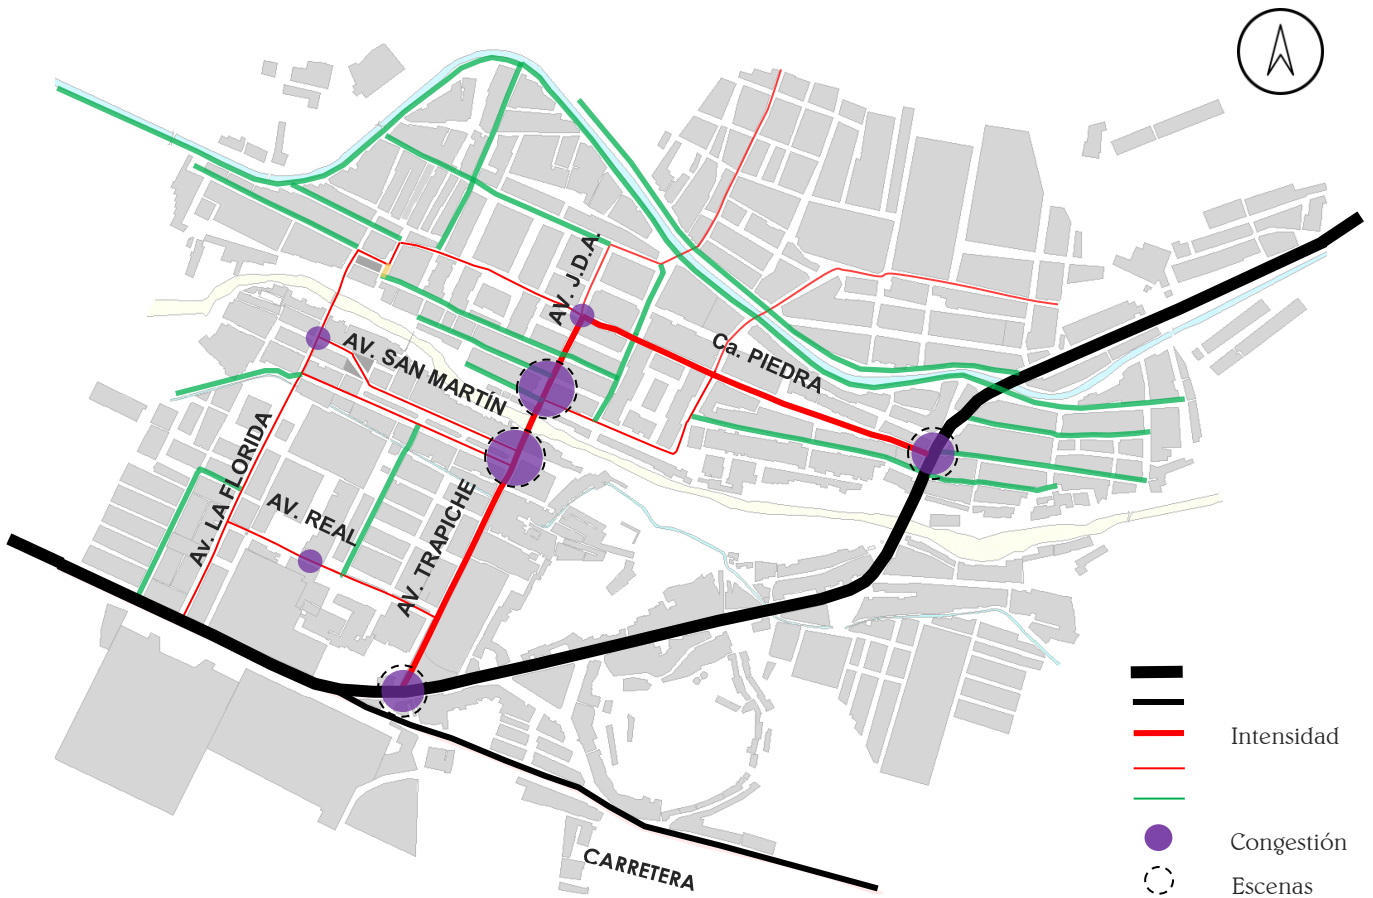 AV. J.D.A.
Ca. PIEDRA
AV. SAN MARTÍN
Av. LA FLORIDA
AV. REAL
AV. TRAPICHE
CARRETERA
Intensidad
Congestión
Escenas